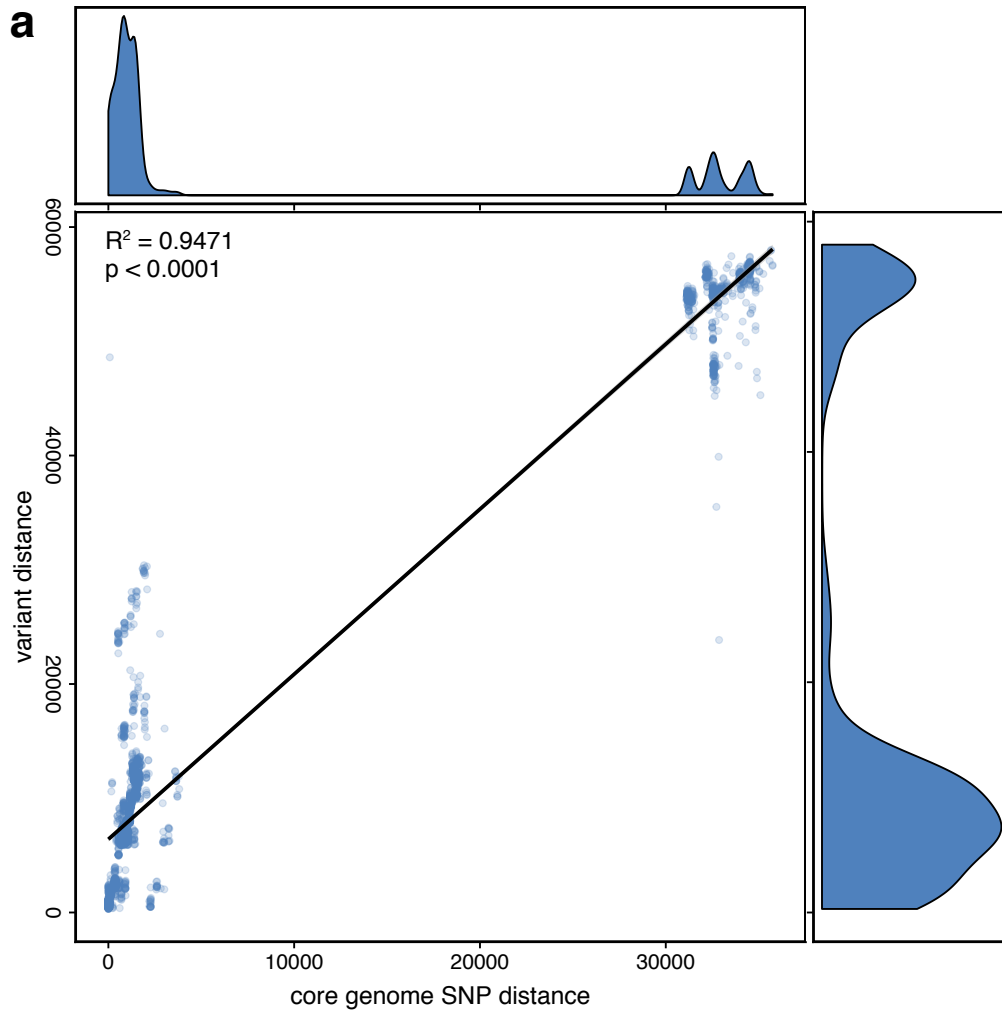 a
R² = 0.9471
p < 0.0001
60000
40000
20000
0
variant distance
0 10000 20000 30000
core genome SNP distance